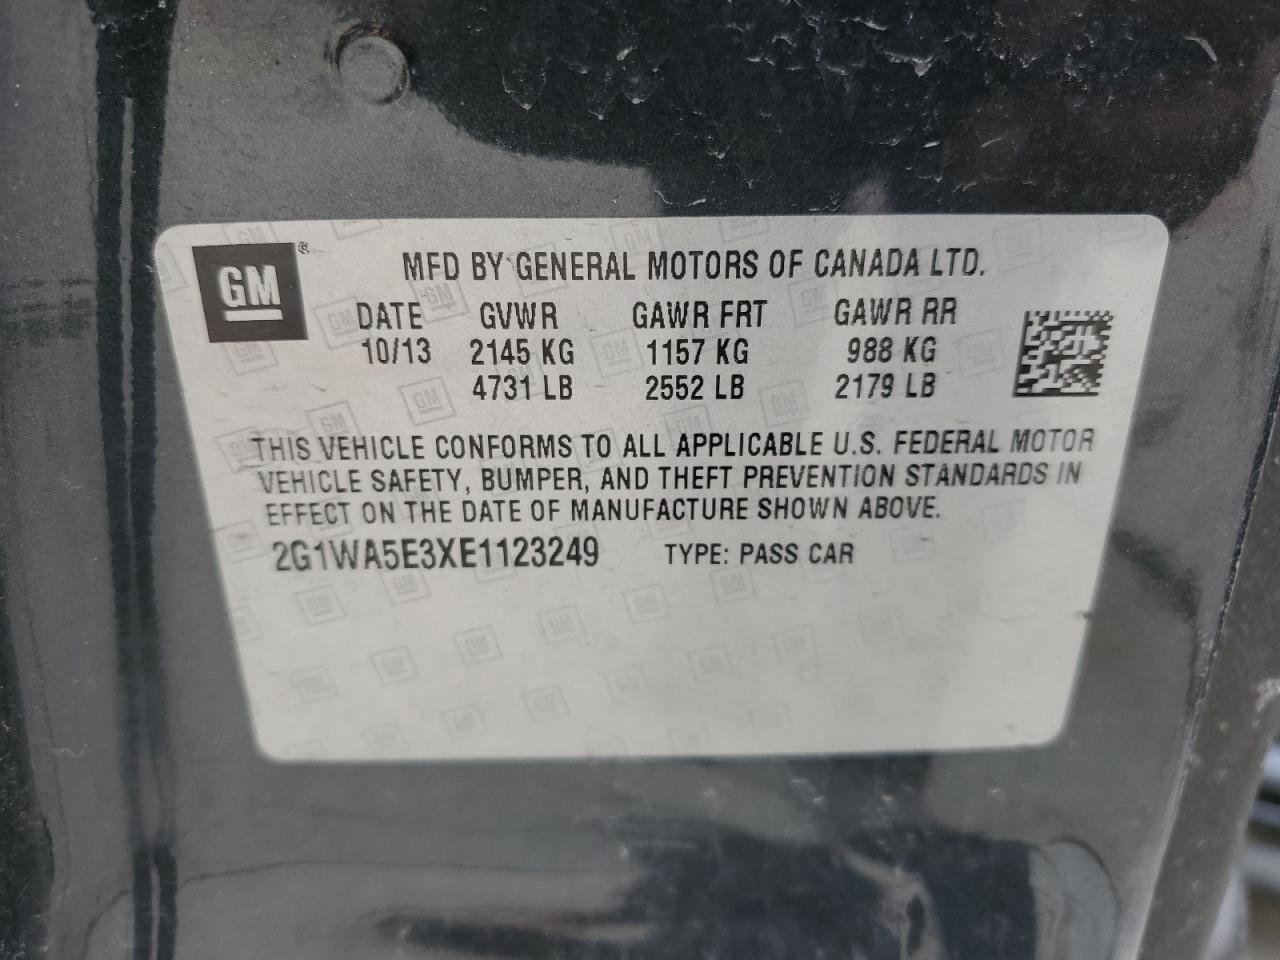 GM ®
MFD BY GENERAL MOTORS OF CANADA LTD.
DATE GVWR GAWR FRT GAWR RR
10/13 2145 KG 1157 KG 988 KG
4731 LB 2552 LB 2179 LB
THIS VEHICLE CONFORMS TO ALL APPLICABLE U.S. FEDERAL MOTOR
VEHICLE SAFETY, BUMPER, AND THEFT PREVENTION STANDARDS IN
EFFECT ON THE DATE OF MANUFACTURE SHOWN ABOVE.
2G1WA5E3XE1123249 TYPE: PASS CAR